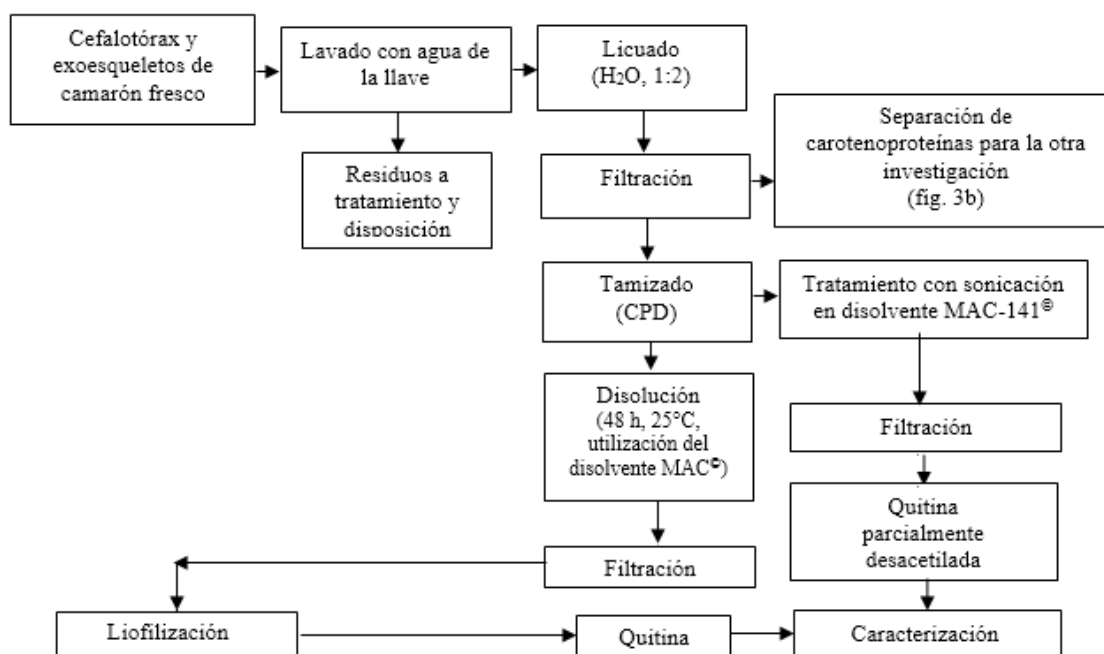 Cefalotórax y
exoesqueletos de
camarón fresco
Lavado con agua de
la llave
Licuado
(H₂O, 1:2)
Residuos a
tratamiento y
disposición
Filtración
Separación de
carotenoproteínas para la otra
investigación
(fig. 3b)
Tamizado
(CPD)
Tratamiento con sonicación
en disolvente MAC-141©
Disolución
(48 h, 25°C,
utilización del
disolvente MAC©)
Filtración
Quitina
parcialmente
desacetilada
Filtración
Liofilización
Quitina
Caracterización